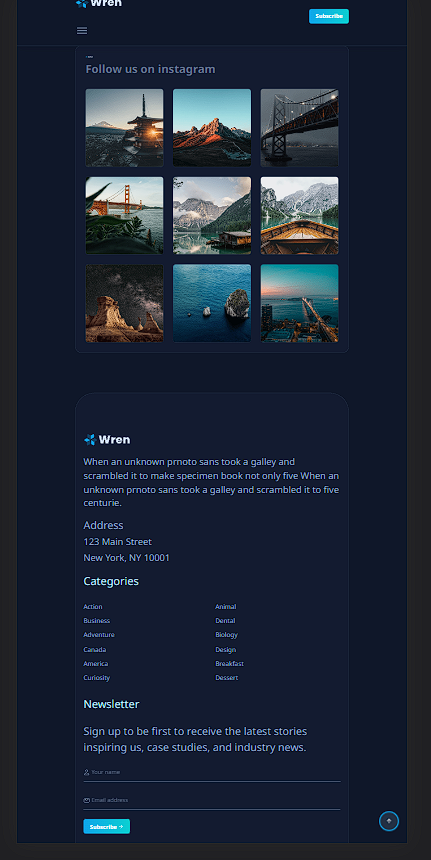 Wren
Subscribe
Follow us on instagram
Wren
When an unknown prnoto sans took a galley and
scrambled it to make specimen book not only five When an
unknown prnoto sans took a galley and scrambled it to five
centurie.
Address
123 Main Street
New York, NY 10001
Categories
Action Animal
Business Dental
Adventure Biology
Canada Design
America Breakfast
Curiosity Dessert
Newsletter
Sign up to be first to receive the latest stories
inspiring us, case studies, and industry news.
Your name
Email address
Subscribe